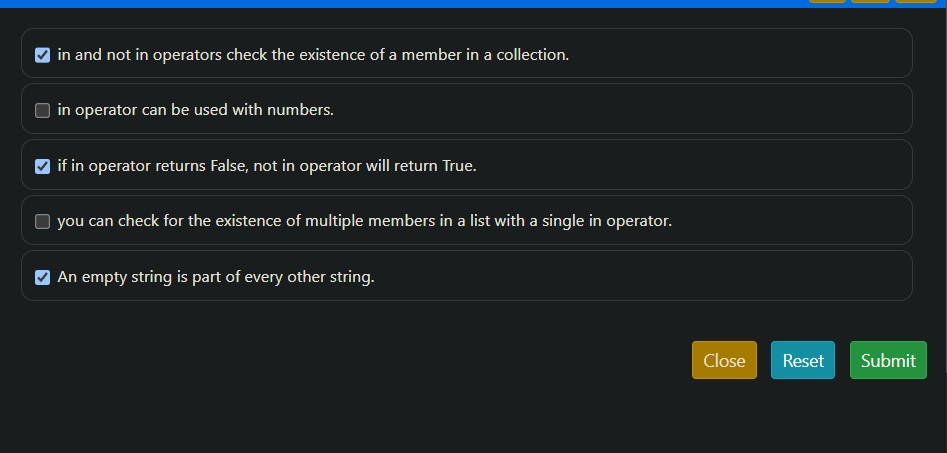 in and not in operators check the existence of a member in a collection.
in operator can be used with numbers.
if in operator returns False, not in operator will return True.
you can check for the existence of multiple members in a list with a single in operator.
An empty string is part of every other string.
Close Reset Submit